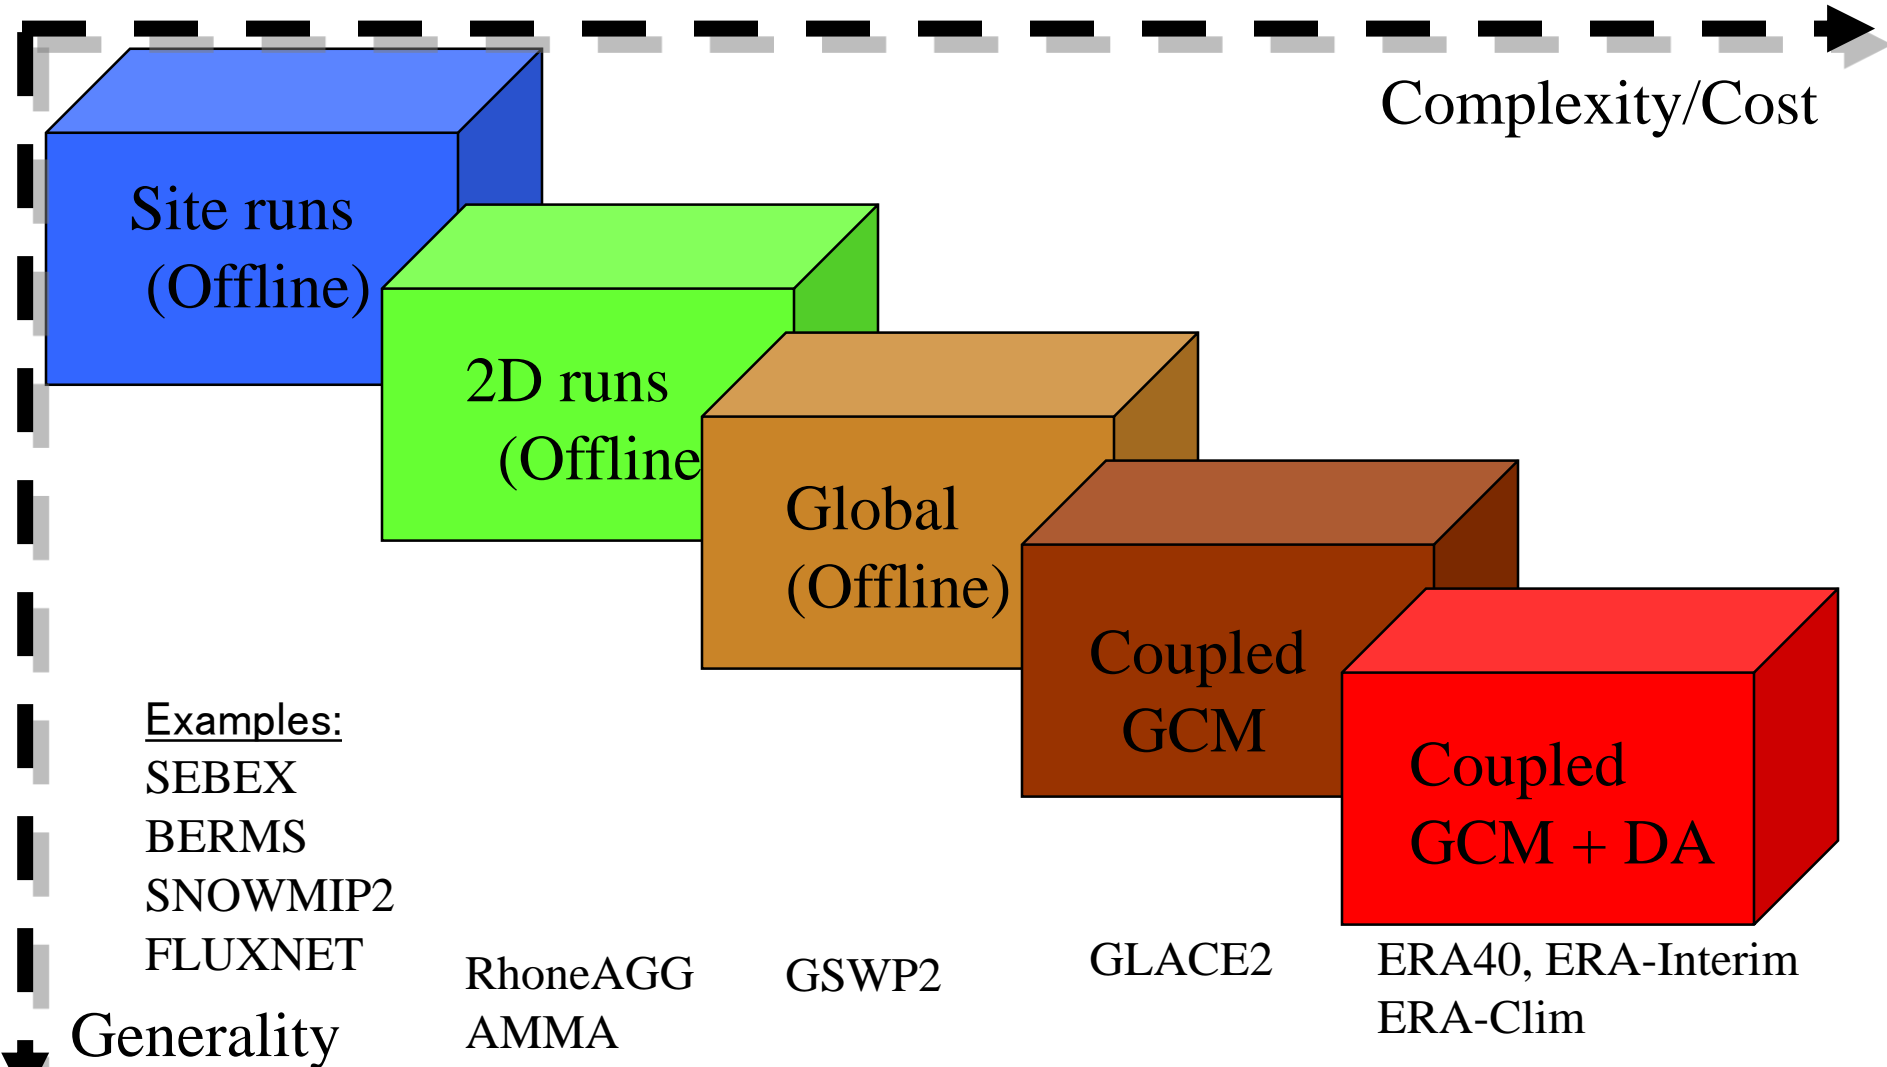 Complexity/Cost
Site runs
(Offline)
2D runs
(Offline
Global
(Offline)
Coupled
GCM
Coupled
GCM + DA
Examples:
SEBEX
BERMS
SNOWMIP2
FLUXNET
RhoneAGG
AMMA
GSWP2
GLACE2
ERA40, ERA-Interim
ERA-Clim
Generality